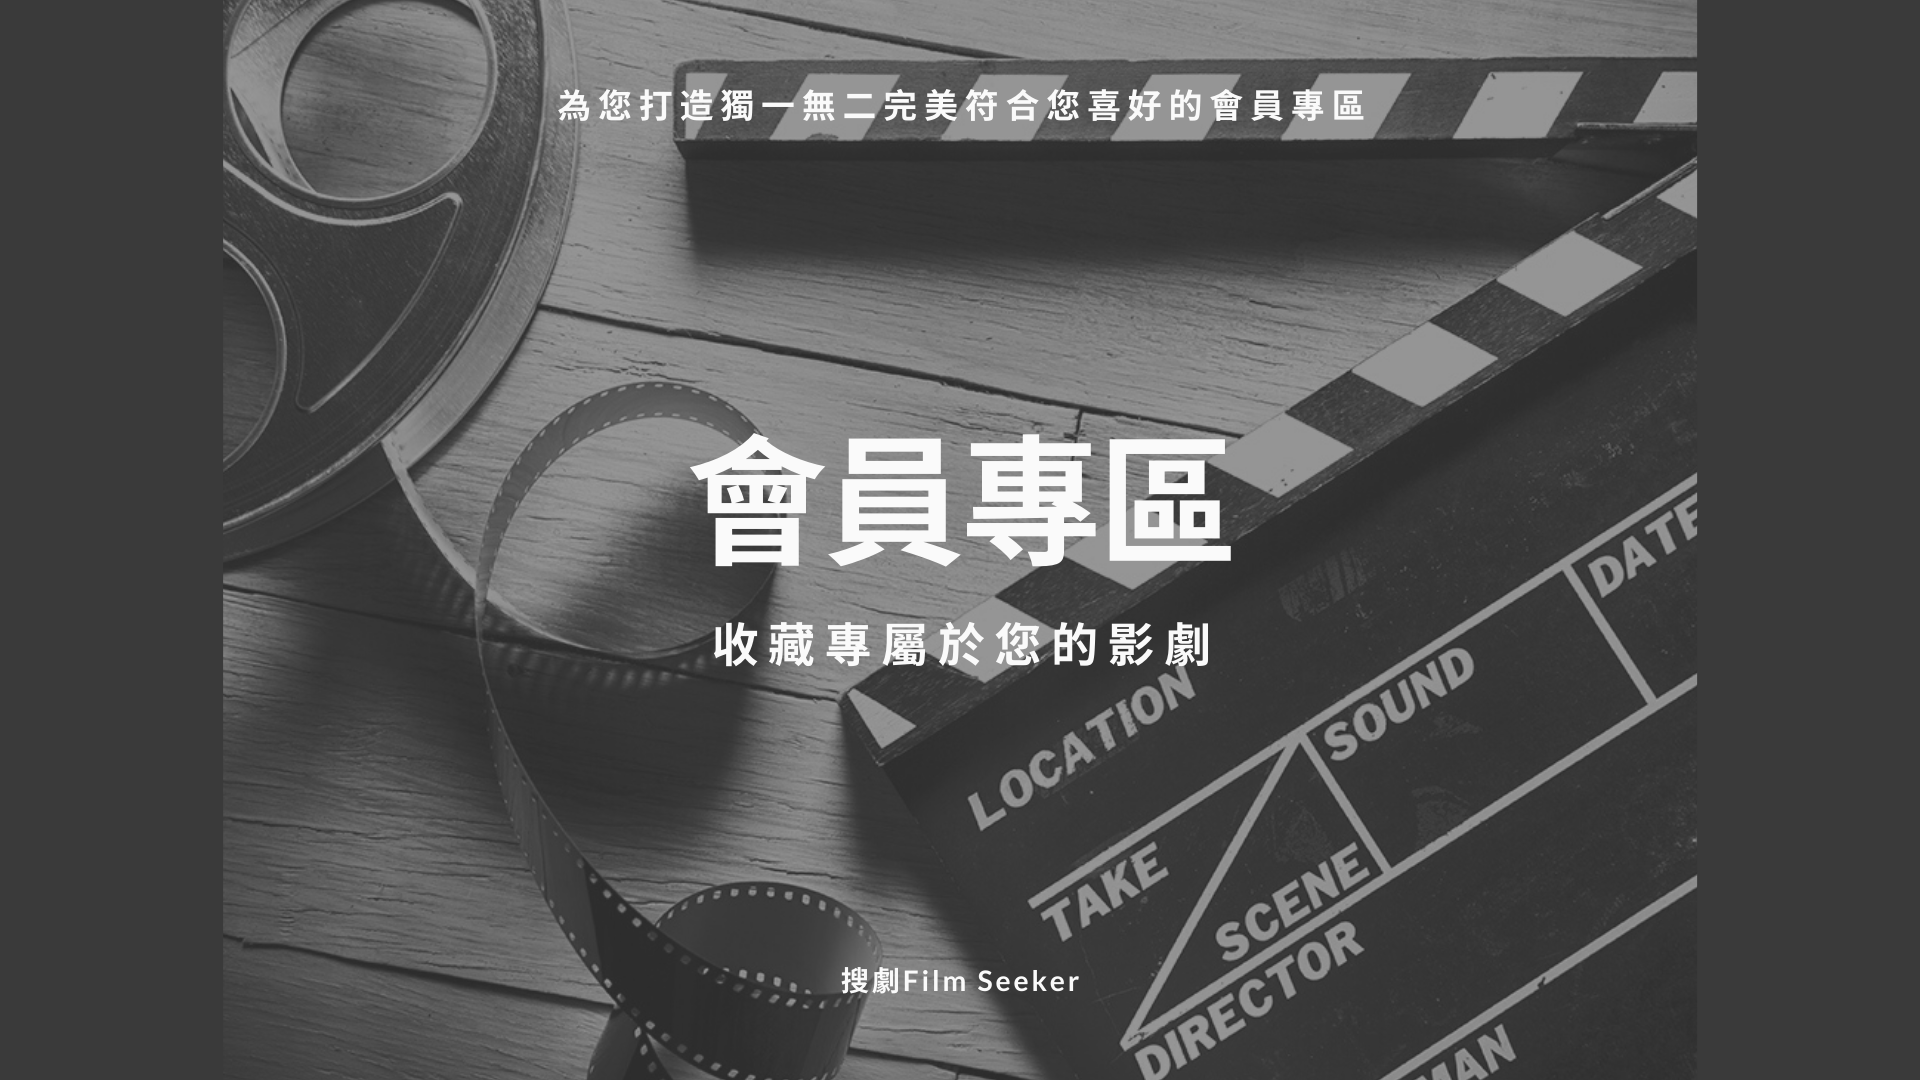 為您打造獨一無二完美符合您喜好的會員專區
會員專區
收藏專屬於您的影劇
LOCATION
DATE
SOUND
TAKE
SCENE
DIRECTOR
MAN
搜劇Film Seeker